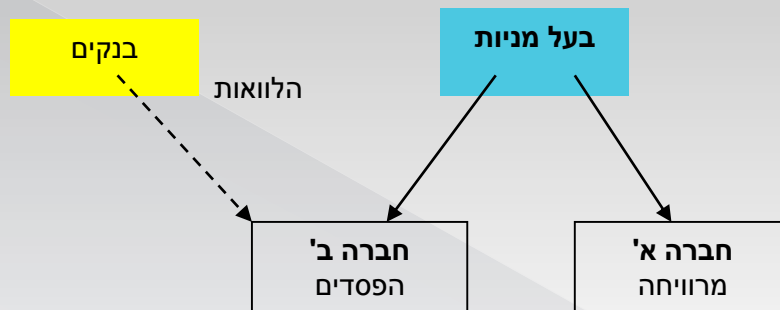 בעל מניות
בנקים
הלוואות
חברה א'
מרוויחה
חברה ב'
הפסדים